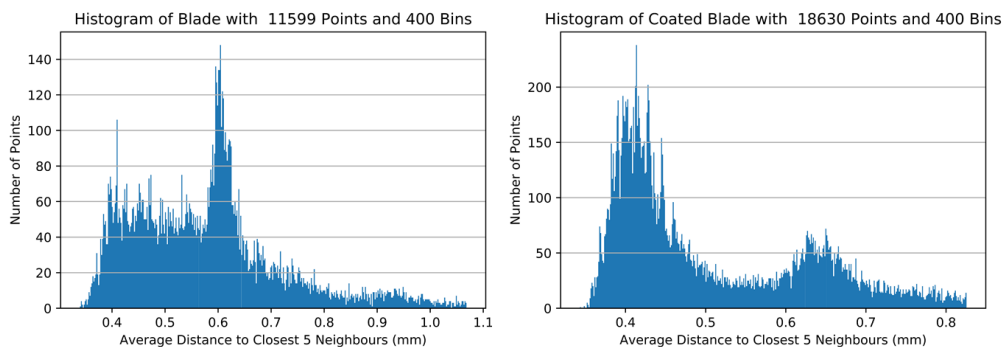 Histogram of Blade with  11599 Points and 400 Bins
Number of Points
140
120
100
80
60
40
20
0
0.4 0.5 0.6 0.7 0.8 0.9 1.0 1.1
Average Distance to Closest 5 Neighbours (mm)
Histogram of Coated Blade with  18630 Points and 400 Bins
Number of Points
200
150
100
50
0
0.4 0.5 0.6 0.7 0.8
Average Distance to Closest 5 Neighbours (mm)